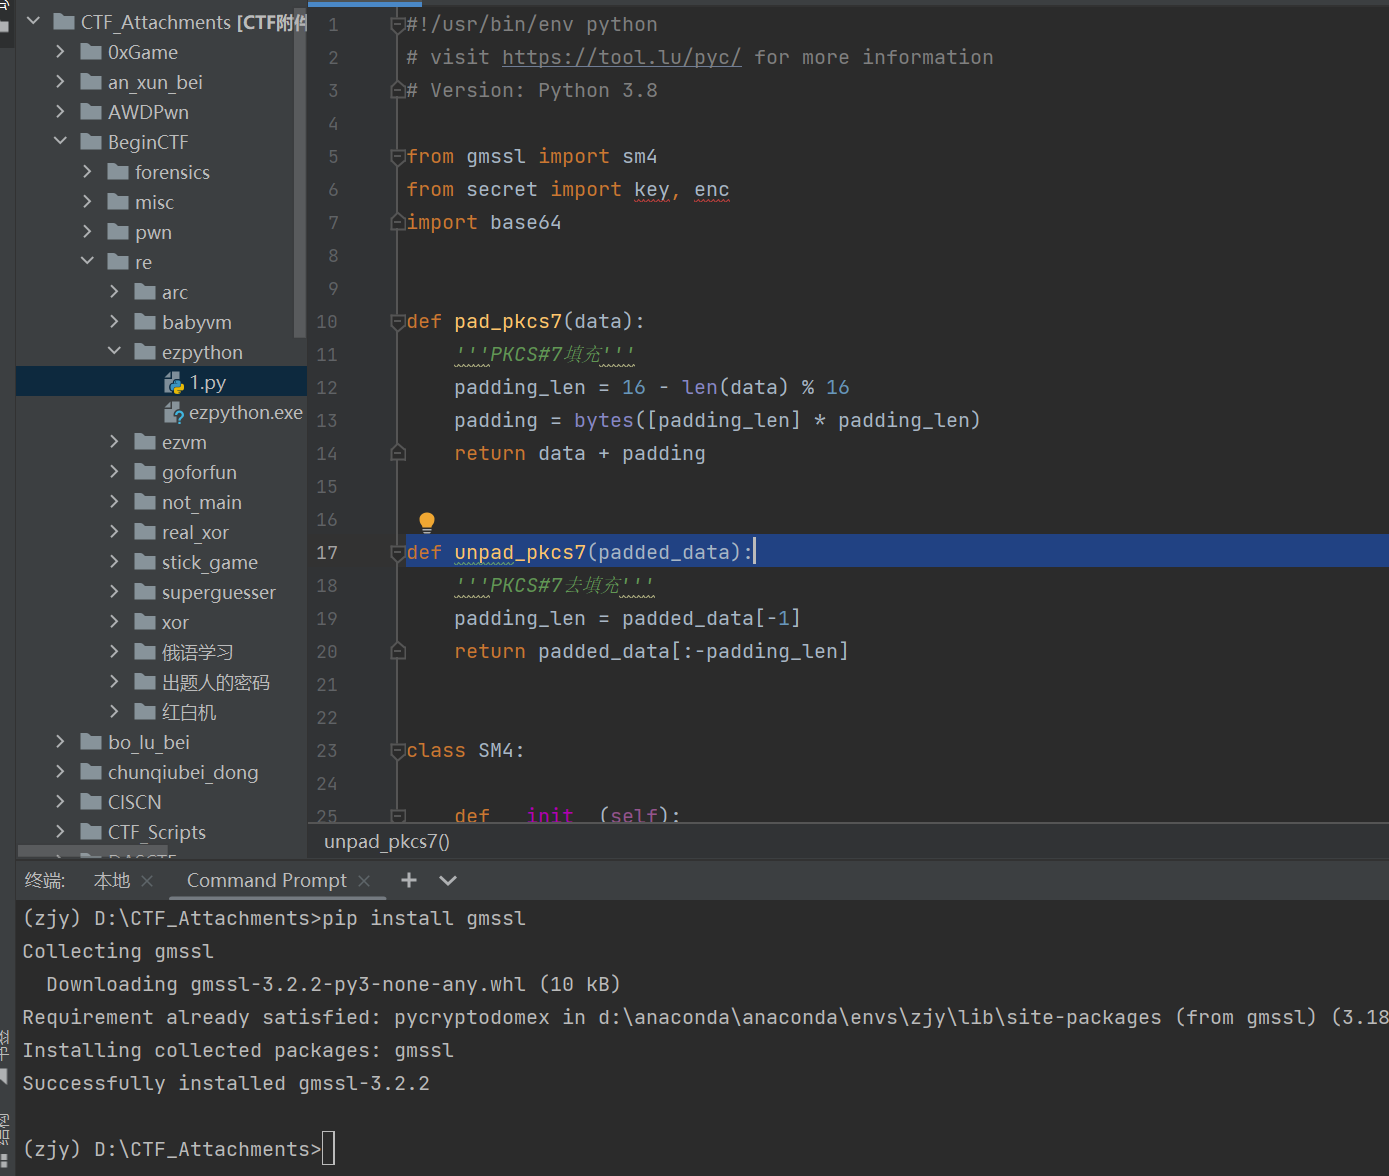 CTF_Attachments [CTF附件
0xGame
an_xun_bei
AWDPwn
BeginCTF
forensics
misc
pwn
re
arc
babyvm
ezpython
1.py
ezpython.exe
ezvm
goforfun
not_main
real_xor
stick_game
superguesser
xor
俄语学习
出题人的密码
红白机
bo_lu_bei
chunqiubei_dong
CISCN
CTF_Scripts
1 #!/usr/bin/env python
2 # visit https://tool.lu/pyc/ for more information
3 # Version: Python 3.8
4
5 from gmssl import sm4
6 from secret import key, enc
7 import base64
8
9
10 def pad_pkcs7(data):
11 '''PKCS#7填充'''
12 padding_len = 16 - len(data) % 16
13 padding = bytes([padding_len] * padding_len)
14 return data + padding
15
16
17 def unpad_pkcs7(padded_data):
18 '''PKCS#7去填充'''
19 padding_len = padded_data[-1]
20 return padded_data[:-padding_len]
21
22
23 class SM4:
24
25 def __init__(self):
unpad_pkcs7()
终端: 本地 Command Prompt
(zjy) D:\CTF_Attachments>pip install gmssl
Collecting gmssl
Downloading gmssl-3.2.2-py3-none-any.whl (10 kB)
Requirement already satisfied: pycryptodomex in d:\anaconda\anaconda\envs\zjy\lib\site-packages (from gmssl) (3.18
Installing collected packages: gmssl
Successfully installed gmssl-3.2.2
(zjy) D:\CTF_Attachments>
书签
结构